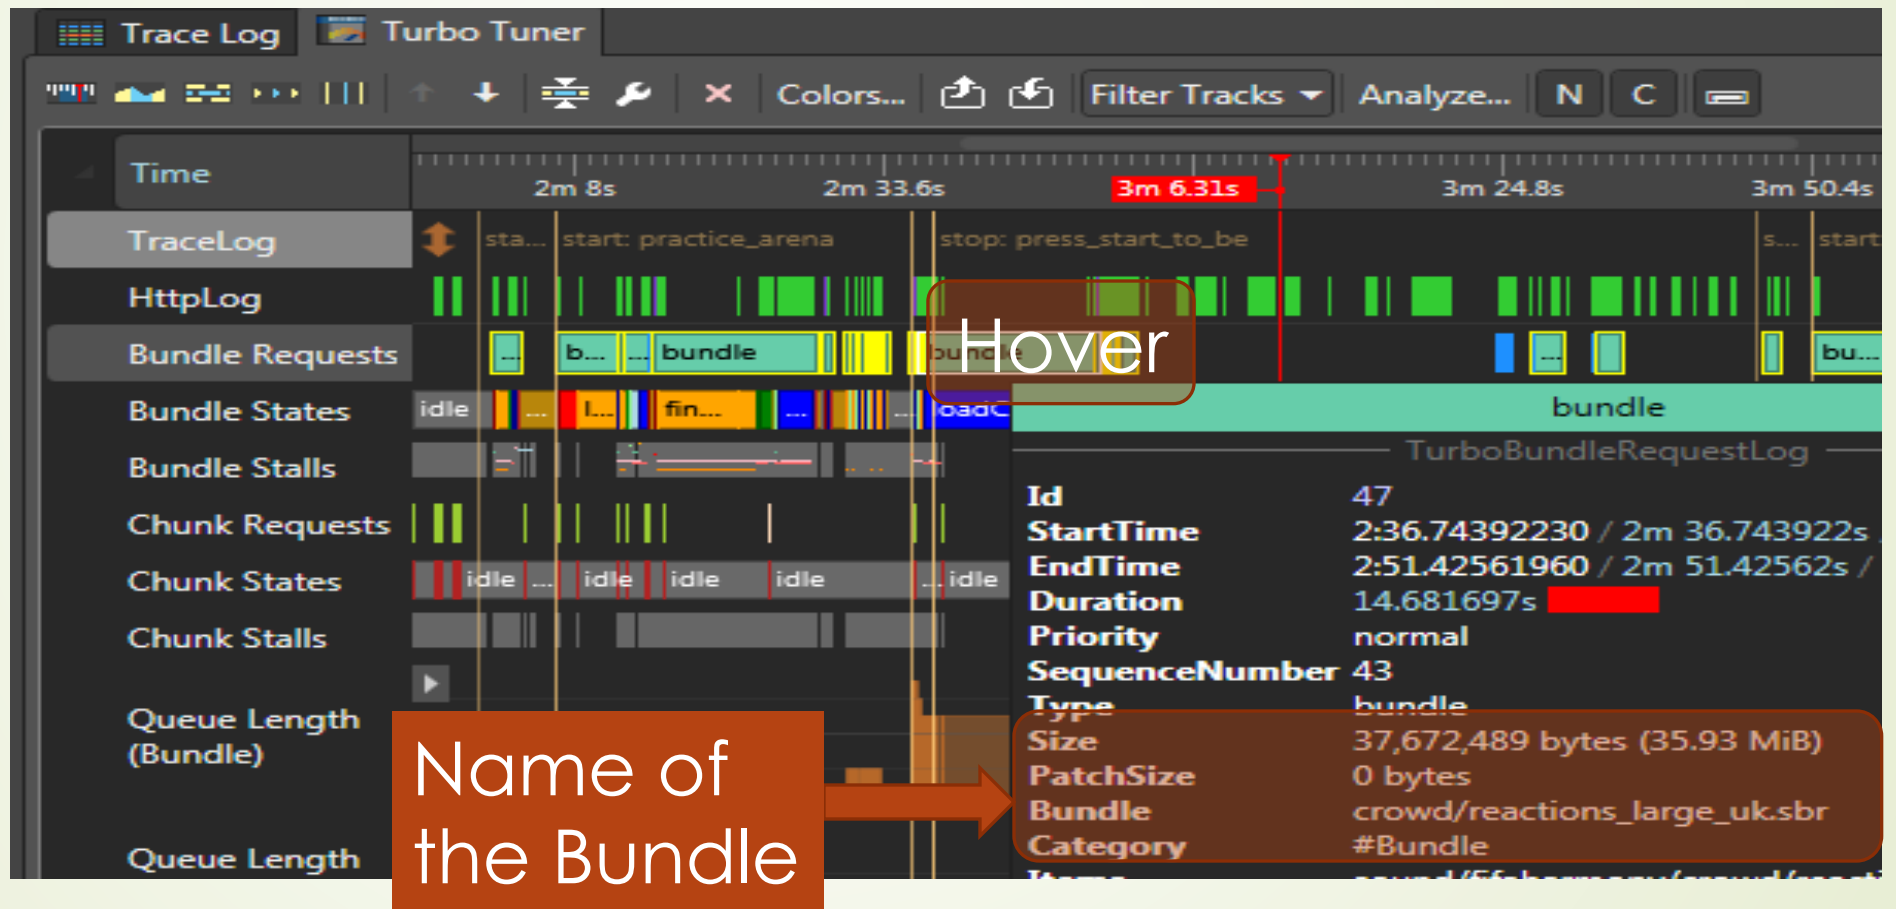 Trace Log Turbo Tuner
Colors... Filter Tracks Analyze... N C
Time 2m 8s 2m 33.6s 3m 6.31s 3m 24.8s 3m 50.4s
TraceLog sta... start: practice_arena stop: press_start_to_be s... start
HttpLog
Hover
Bundle Requests ... b... ... bundle bundle ... bu...
Bundle States idle ... l... fin... ... ... loadC
bundle
Bundle Stalls
TurboBundleRequestLog
Id 47
Chunk Requests
StartTime 2:36.74392230 / 2m 36.743922s
EndTime 2:51.42561960 / 2m 51.42562s /
Chunk States idle ... idle idle idle ... idle
Duration 14.681697s
Chunk Stalls
Priority normal
SequenceNumber 43
Type bundle
Queue Length
(Bundle)
Size 37,672,489 bytes (35.93 MiB)
PatchSize 0 bytes
Name of
the Bundle
Bundle crowd/reactions_large_uk.sbr
Category #Bundle
Queue Length